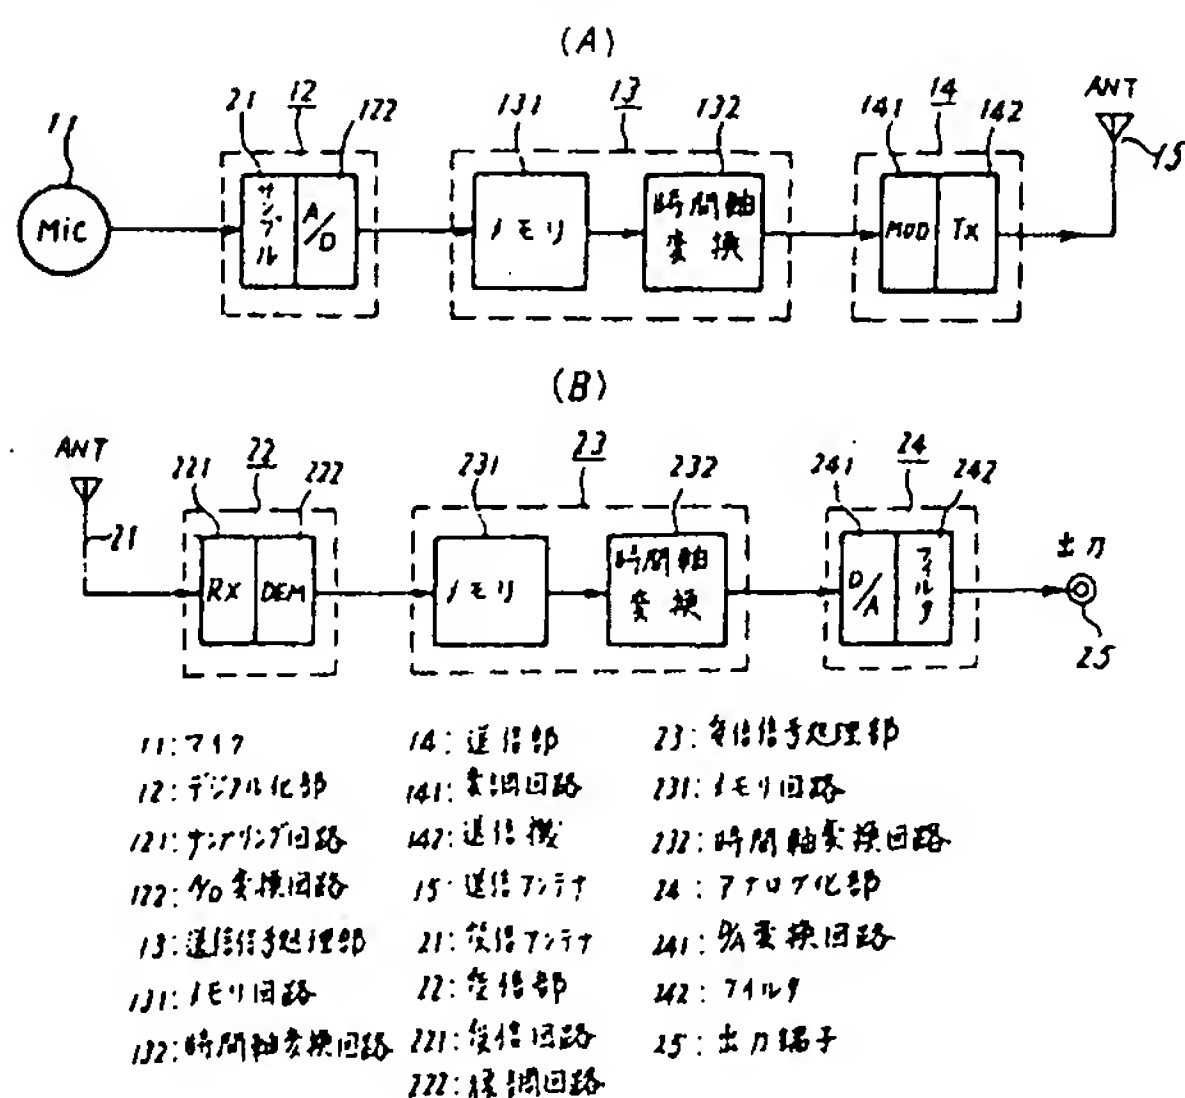 (A)
11
21
12
122
131
13
132
141
14
142
ANT
15
MiC
サンプル
A/D
メモリ
時間軸
変換
MOD
Tx
(B)
ANT
21
221
22
222
231
23
232
241
24
242
RX
DEM
メモリ
時間軸
変換
D/A
フィルタ
出力
25
11:マイク
12:デジタル化部
121:サンプリング回路
122:A/D変換回路
13:送信信号処理部
131:メモリ回路
132:時間軸変換回路
14:送信部
141:変調回路
142:送信機
15:送信アンテナ
21:受信アンテナ
22:受信部
221:受信回路
222:復調回路
23:受信信号処理部
231:メモリ回路
232:時間軸変換回路
24:アナログ化部
241:D/A変換回路
242:フィルタ
25:出力端子